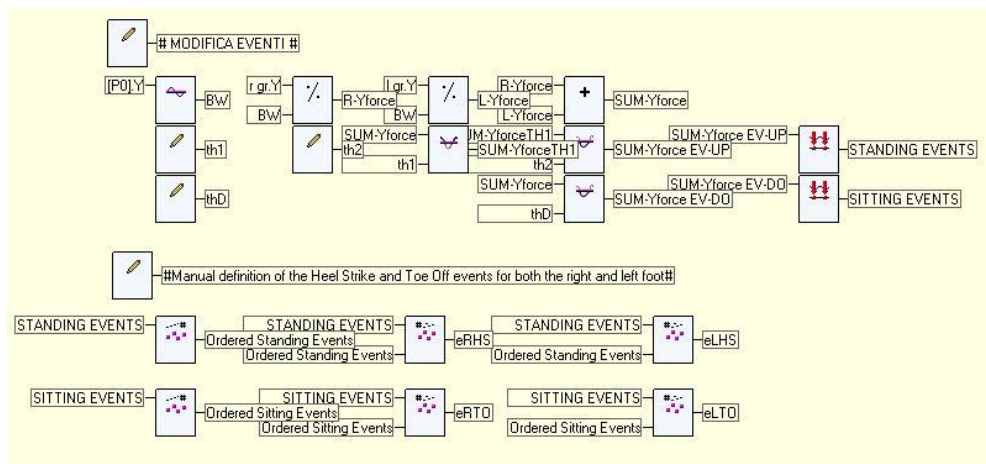 # MODIFICA EVENTI #
[P0].Y BW r gr.Y BW R-Yforce l gr.Y BW L-Yforce R-Yforce L-Yforce SUM-Yforce
th1 th2 SUM-Yforce th1 SUM-YforceTH1 SUM-YforceTH1 th2 SUM-Yforce EV-UP SUM-Yforce EV-UP STANDING EVENTS
thD SUM-Yforce thD SUM-Yforce EV-DO SUM-Yforce EV-DO SITTING EVENTS
#Manual definition of the Heel Strike and Toe Off events for both the right and left foot#
STANDING EVENTS Ordered Standing Events STANDING EVENTS Ordered Standing Events eRHS STANDING EVENTS Ordered Standing Events eLHS
SITTING EVENTS Ordered Sitting Events SITTING EVENTS Ordered Sitting Events eRTO SITTING EVENTS Ordered Sitting Events eLTO